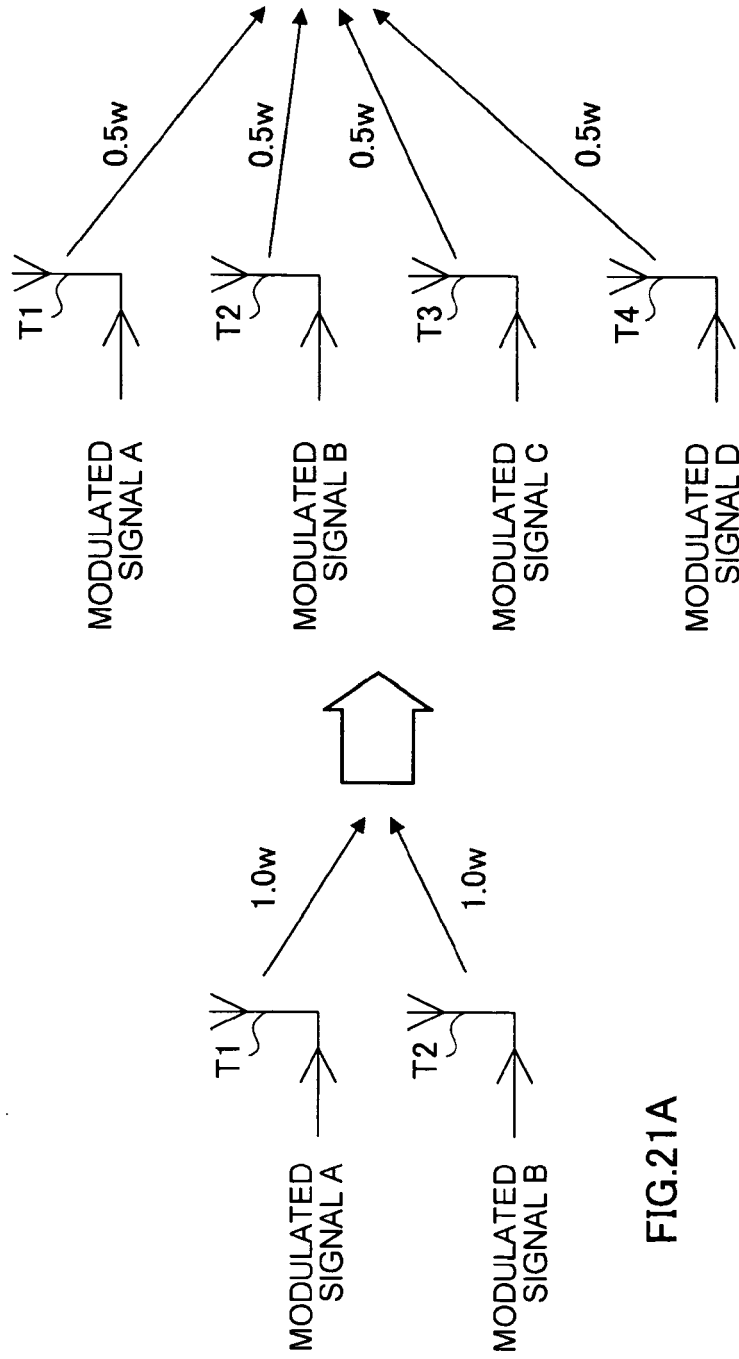 MODULATED
SIGNAL A
T1
1.0w
MODULATED
SIGNAL B
T2
1.0w
MODULATED
SIGNAL A
T1
0.5w
MODULATED
SIGNAL B
T2
0.5w
MODULATED
SIGNAL C
T3
0.5w
MODULATED
SIGNAL D
T4
0.5w
FIG.21A